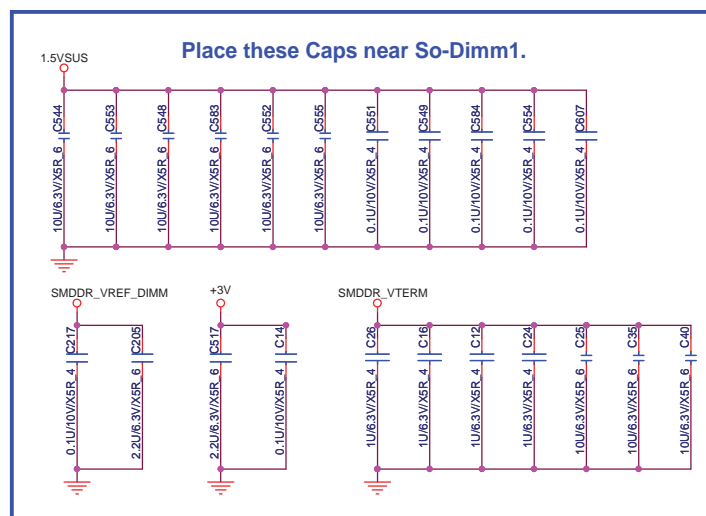 Place these Caps near So-Dimm1.
1.5VSUS
C544
10U/6.3V/X5R_6
C553
10U/6.3V/X5R_6
C548
10U/6.3V/X5R_6
C583
10U/6.3V/X5R_6
C552
10U/6.3V/X5R_6
C555
10U/6.3V/X5R_6
C551
0.1U/10V/X5R_4
C549
0.1U/10V/X5R_4
C584
0.1U/10V/X5R_4
C554
0.1U/10V/X5R_4
C607
0.1U/10V/X5R_4
SMDDR_VREF_DIMM
C217
0.1U/10V/X5R_4
C205
2.2U/6.3V/X5R_6
+3V
C517
2.2U/6.3V/X5R_6
C14
0.1U/10V/X5R_4
SMDDR_VTERM
C26
1U/6.3V/X5R_4
C16
1U/6.3V/X5R_4
C12
1U/6.3V/X5R_4
C24
1U/6.3V/X5R_4
C25
10U/6.3V/X5R_6
C35
10U/6.3V/X5R_6
C40
10U/6.3V/X5R_6